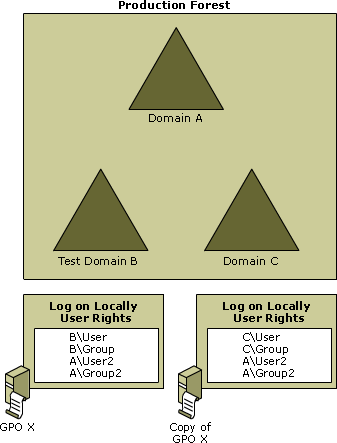 Production Forest
Domain A
Test Domain B
Domain C
Log on Locally
User Rights
B\User
B\Group
A\User2
A\Group2
GPO X
Log on Locally
User Rights
C\User
C\Group
A\User2
A\Group2
Copy of
GPO X